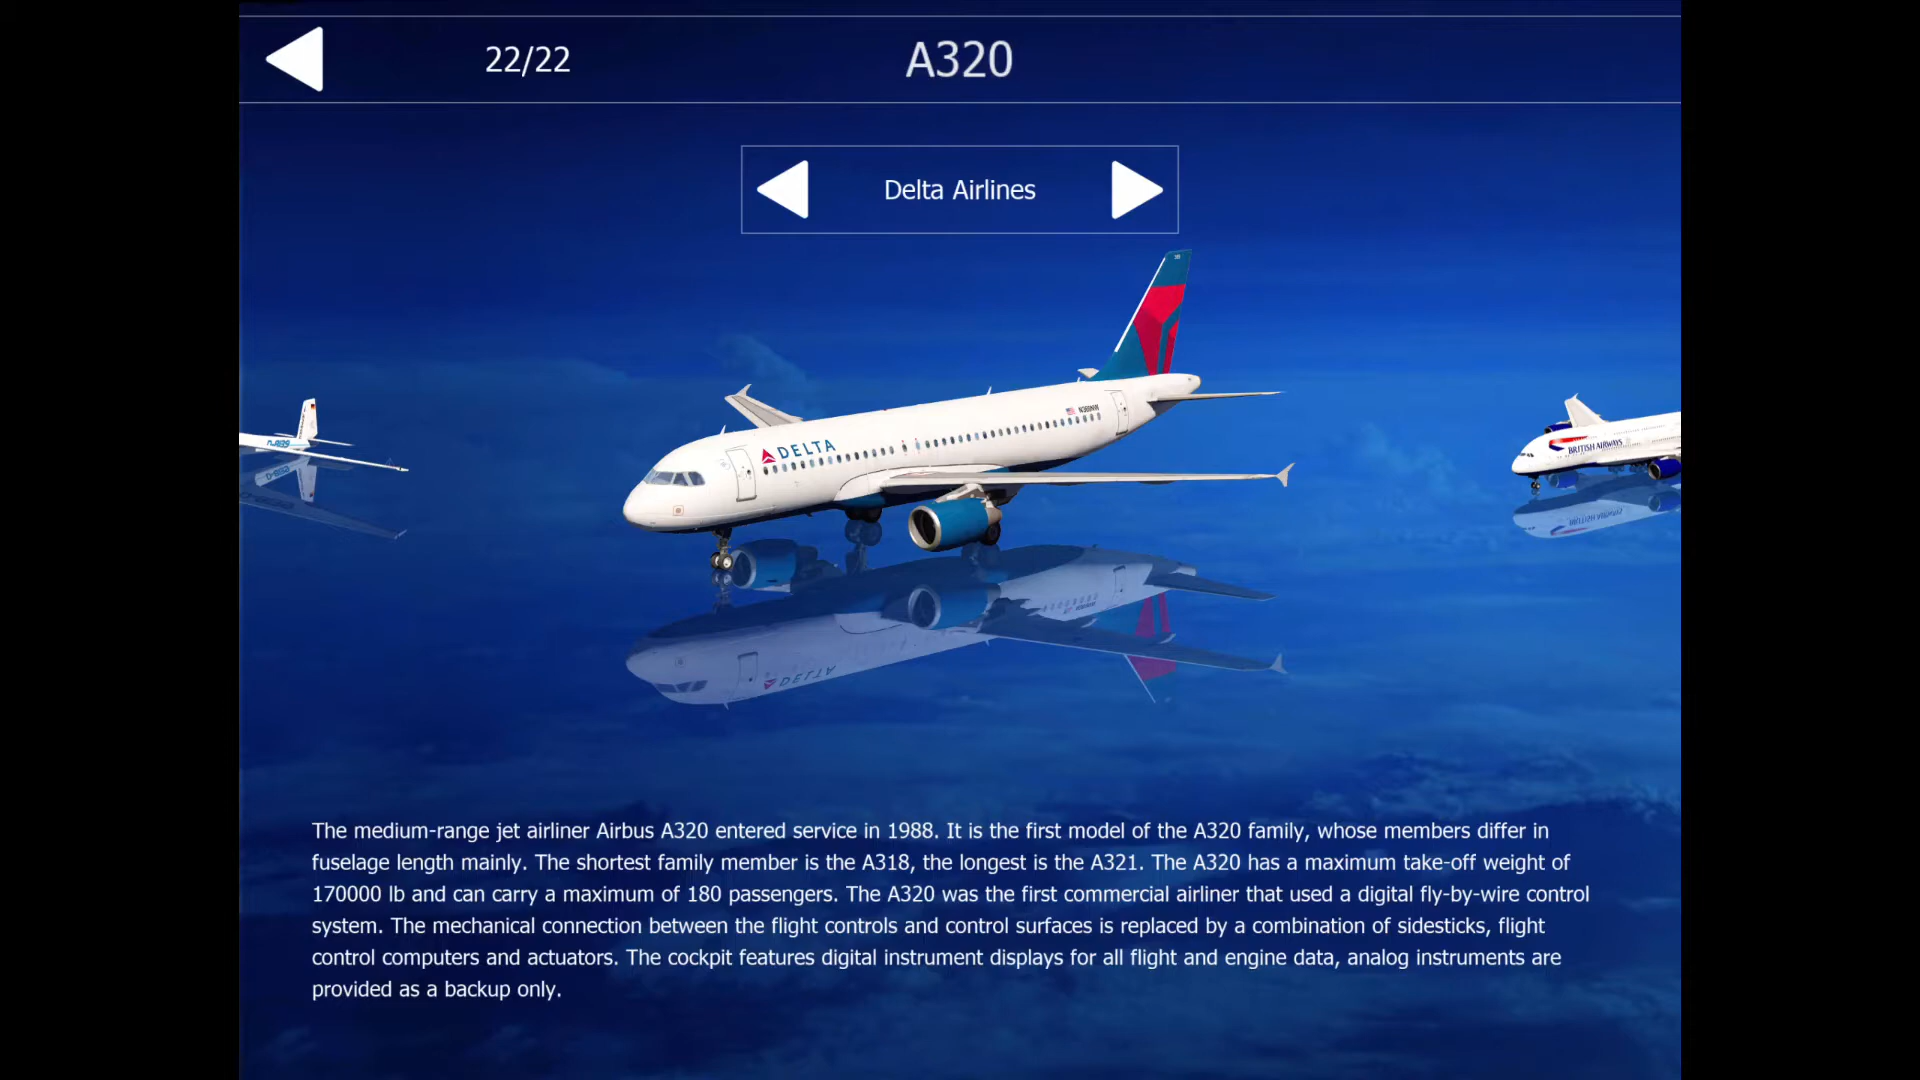 22/22
A320
Delta Airlines
DELTA
BRITISH AIRWAYS
The medium-range jet airliner Airbus A320 entered service in 1988. It is the first model of the A320 family, whose members differ in
fuselage length mainly. The shortest family member is the A318, the longest is the A321. The A320 has a maximum take-off weight of
170000 lb and can carry a maximum of 180 passengers. The A320 was the first commercial airliner that used a digital fly-by-wire control
system. The mechanical connection between the flight controls and control surfaces is replaced by a combination of sidesticks, flight
control computers and actuators. The cockpit features digital instrument displays for all flight and engine data, analog instruments are
provided as a backup only.